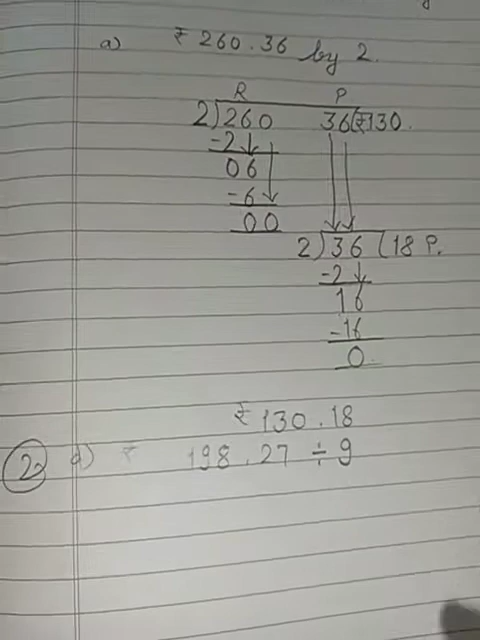 a) ₹ 260.36 by 2.
R P
2)260 36(₹130.
-2
06
-6
00
2)36(18 P.
-2
16
-16
0
₹130.18
2 d) ₹ 198.27 ÷ 9